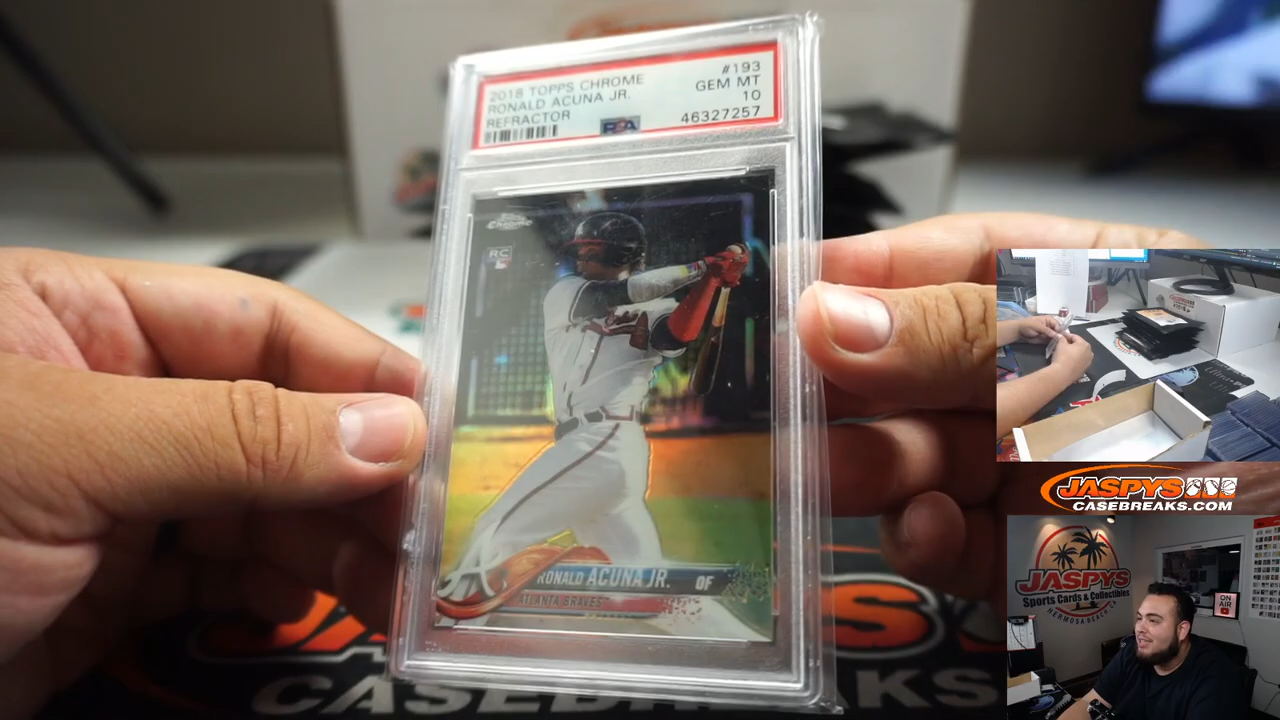 2018 TOPPS CHROME
RONALD ACUNA JR.
REFRACTOR
#193
GEM MT
10
46327257
PSA
Chrome
RC
RONALD ACUNA JR. OF
ATLANTA BRAVES
JASPYS
CASEBREAKS.COM
JASPYS
Sports Cards & Collectibles
HERMOSA BEACH, CA
ON
AIR
CASEBREAKS